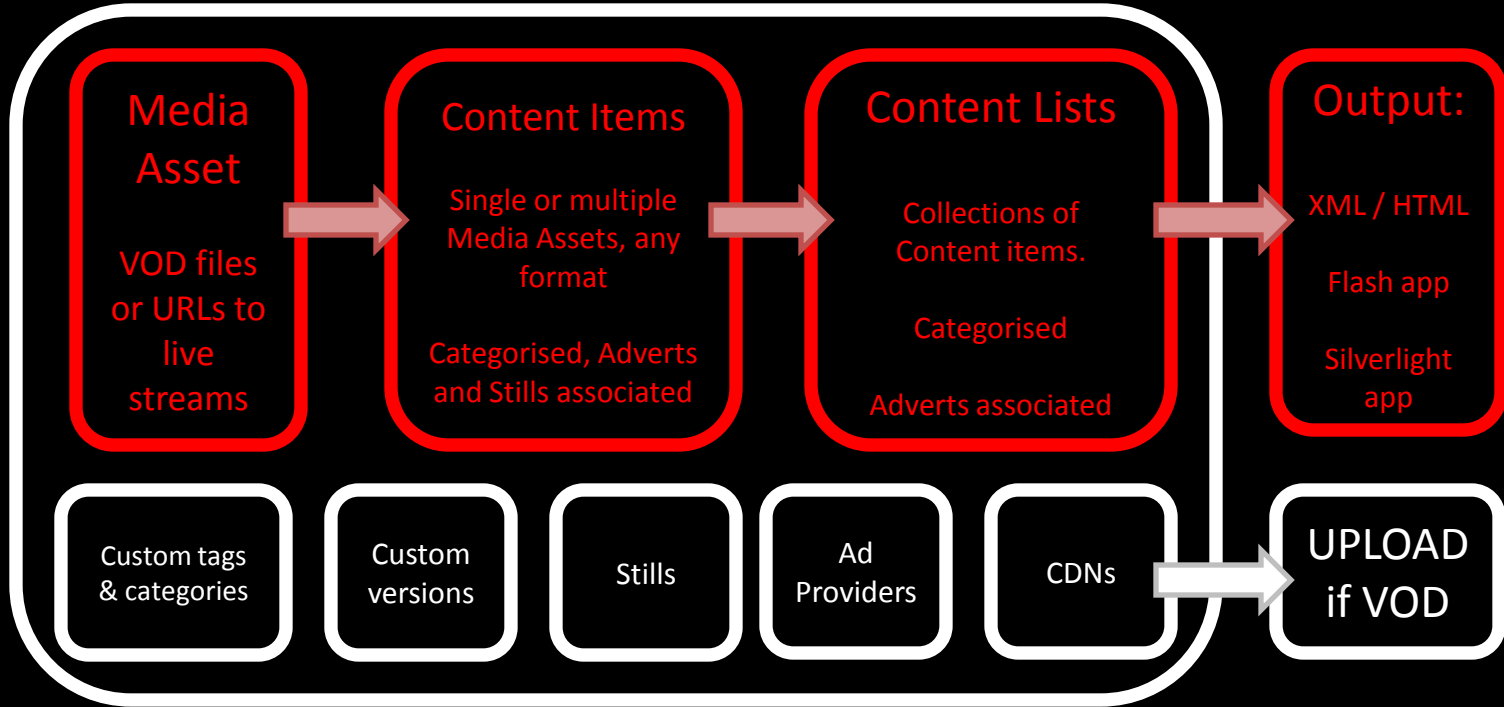 Media
Asset
VOD files
or URLs to
live
streams
Content Items
Single or multiple
Media Assets, any
format
Categorised, Adverts
and Stills associated
Content Lists
Collections of
Content items.
Categorised
Adverts associated
Output:
XML / HTML
Flash app
Silverlight
app
Custom tags
& categories
Custom
versions
Stills
Ad
Providers
CDNs
UPLOAD
if VOD